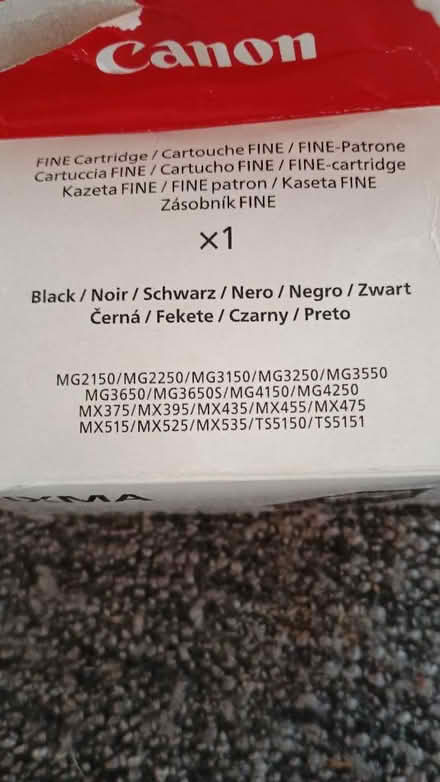 Canon
FINE Cartridge / Cartouche FINE / FINE-Patrone
Cartuccia FINE / Cartucho FINE / FINE-cartridge
Kazeta FINE / FINE patron / Kaseta FINE
Zásobník FINE
x1
Black / Noir / Schwarz / Nero / Negro / Zwart
Černá / Fekete / Czarny / Preto
MG2150/MG2250/MG3150/MG3250/MG3550
MG3650/MG3650S/MG4150/MG4250
MX375/MX395/MX435/MX455/MX475
MX515/MX525/MX535/TS5150/TS5151